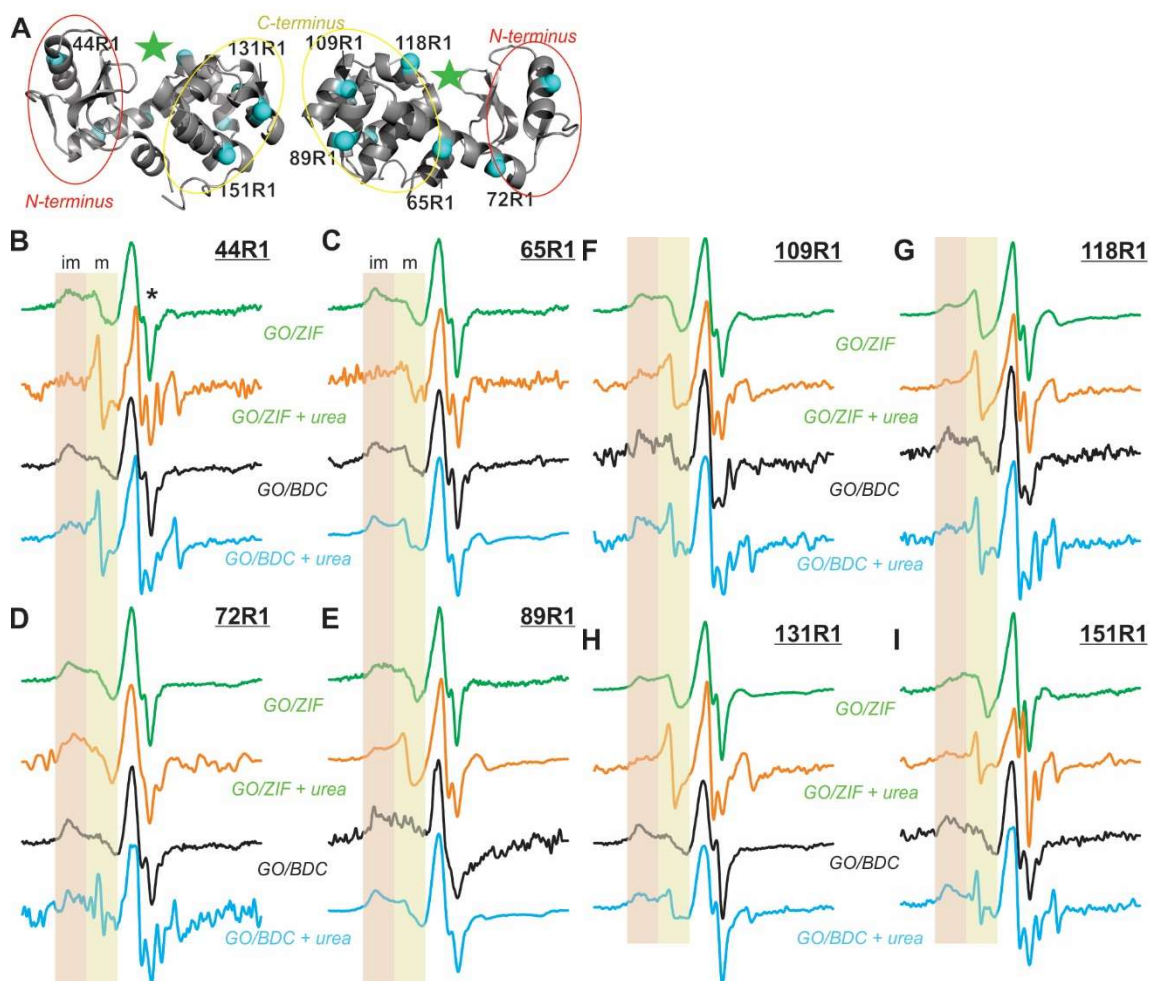 A
44R1
131R1
C-terminus
109R1
118R1
N-terminus
N-terminus
151R1
89R1
65R1
72R1
B
im
m
44R1
*
GO/ZIF
GO/ZIF + urea
GO/BDC
GO/BDC + urea
C
im
m
65R1
F
109R1
GO/ZIF
GO/ZIF + urea
GO/BDC
GO/BDC + urea
G
118R1
D
72R1
GO/ZIF
GO/ZIF + urea
GO/BDC
GO/BDC + urea
E
89R1
H
131R1
GO/ZIF
GO/ZIF + urea
GO/BDC
GO/BDC + urea
I
151R1